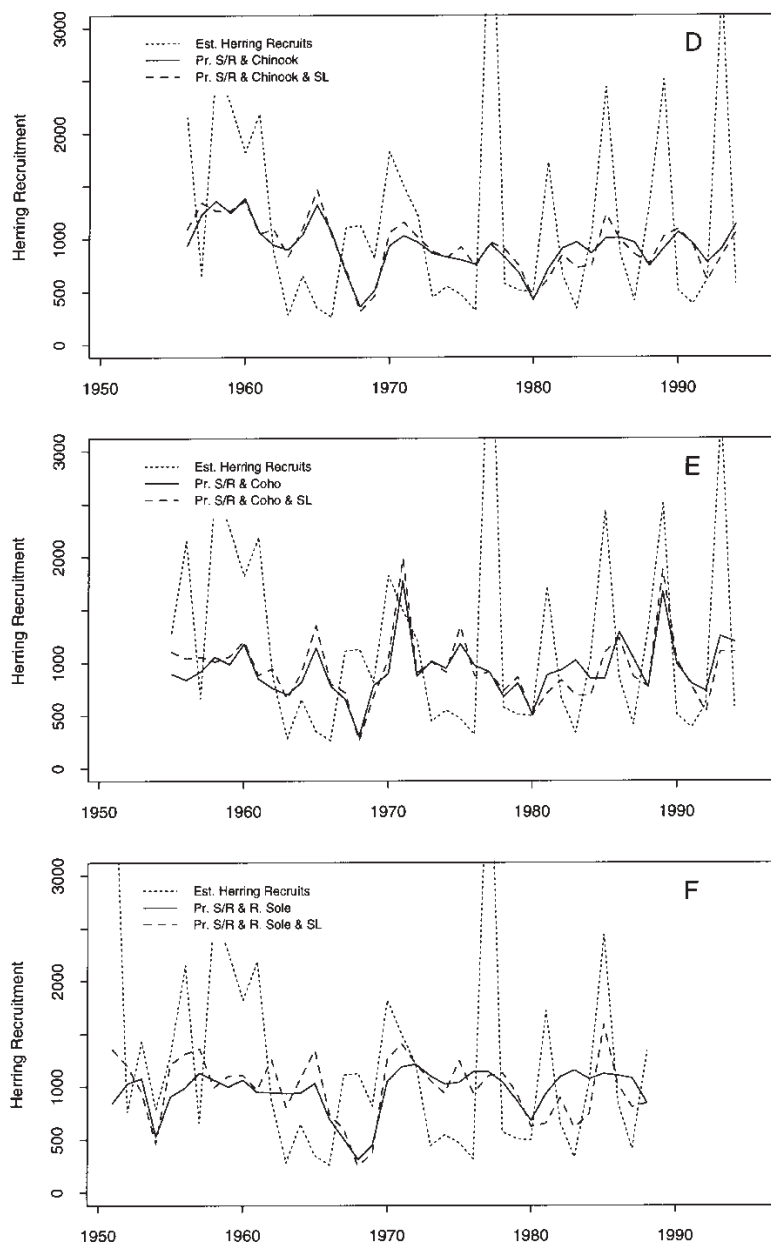 D
Est. Herring Recruits
Pr. S/R & Chinook
Pr. S/R & Chinook & SL
Herring Recruitment
3000
2000
1000
500
0
1950 1960 1970 1980 1990
E
Est. Herring Recruits
Pr. S/R & Coho
Pr. S/R & Coho & SL
Herring Recruitment
3000
2000
1000
500
0
1950 1960 1970 1980 1990
F
Est. Herring Recruits
Pr. S/R & R. Sole
Pr. S/R & R. Sole & SL
Herring Recruitment
3000
2000
1000
500
0
1950 1960 1970 1980 1990